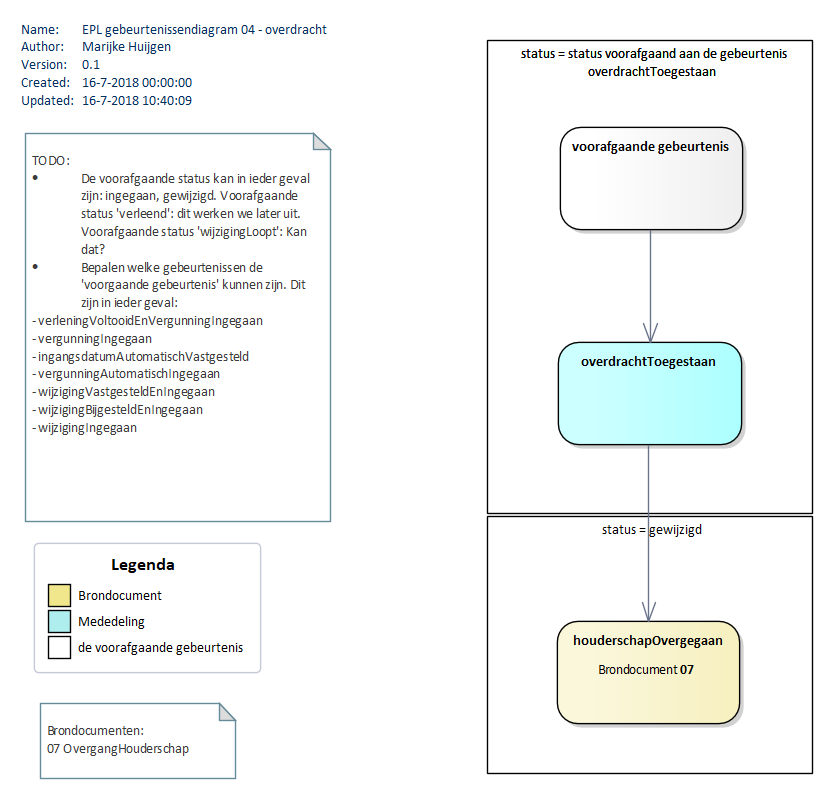 Name: EPL gebeurtenissendiagram 04 - overdracht
Author: Marijke Huijgen
Version: 0.1
Created: 16-7-2018 00:00:00
Updated: 16-7-2018 10:40:09
TO DO:
• De voorafgaande status kan in ieder geval
zijn: ingegaan, gewijzigd. Voorafgaande
status 'verleend': dit werken we later uit.
Voorafgaande status 'wijzigingLoopt': Kan
dat?
• Bepalen welke gebeurtenissen de
'voorgaande gebeurtenis' kunnen zijn. Dit
zijn in ieder geval:
- verleningVoltooidEnVergunningIngegaan
- vergunningIngegaan
- ingangsdatumAutomatischVastgesteld
- vergunningAutomatischIngegaan
- wijzigingVastgesteldEnIngegaan
- wijzigingBijgesteldEnIngegaan
- wijzigingIngegaan
Legenda
Brondocument
Mededeling
de voorafgaande gebeurtenis
Brondocumenten:
07 OvergangHouderschap
status = status voorafgaand aan de gebeurtenis
overdrachtToegestaan
voorafgaande gebeurtenis
overdrachtToegestaan
status = gewijzigd
houderschapOvergegaan
Brondocument 07